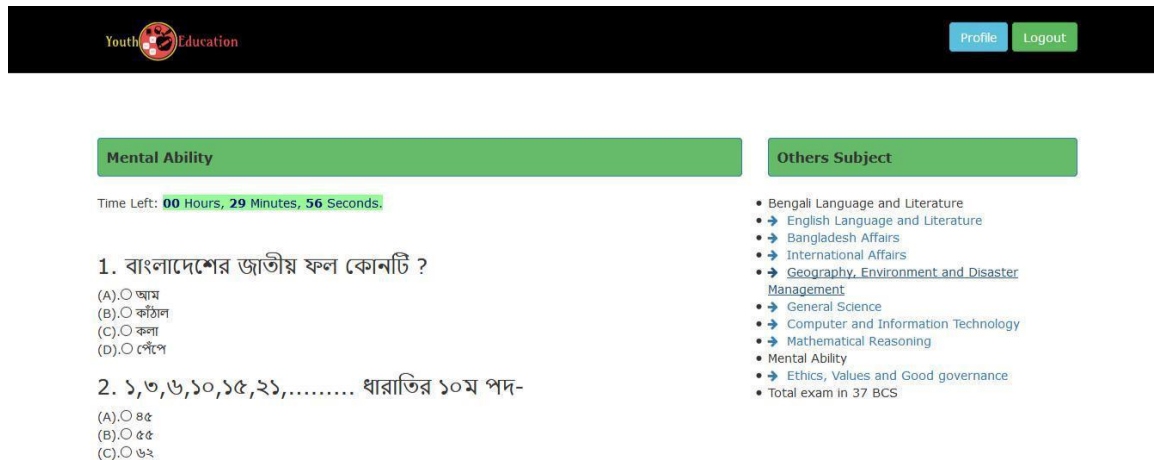 Youth Education
Profile
Logout
Mental Ability
Time Left: 00 Hours, 29 Minutes, 56 Seconds.
1. বাংলাদেশের জাতীয় ফল কোনটি ?
(A). আম
(B). কাঁঠাল
(C). কলা
(D). পেঁপে
2. ১,৩,৬,১০,১৫,২১,......... ধারাতির ১০ম পদ-
(A). ৪৫
(B). ৫৫
(C). ৬২
Others Subject
Bengali Language and Literature
English Language and Literature
Bangladesh Affairs
International Affairs
Geography, Environment and Disaster
Management
General Science
Computer and Information Technology
Mathematical Reasoning
Mental Ability
Ethics, Values and Good governance
Total exam in 37 BCS